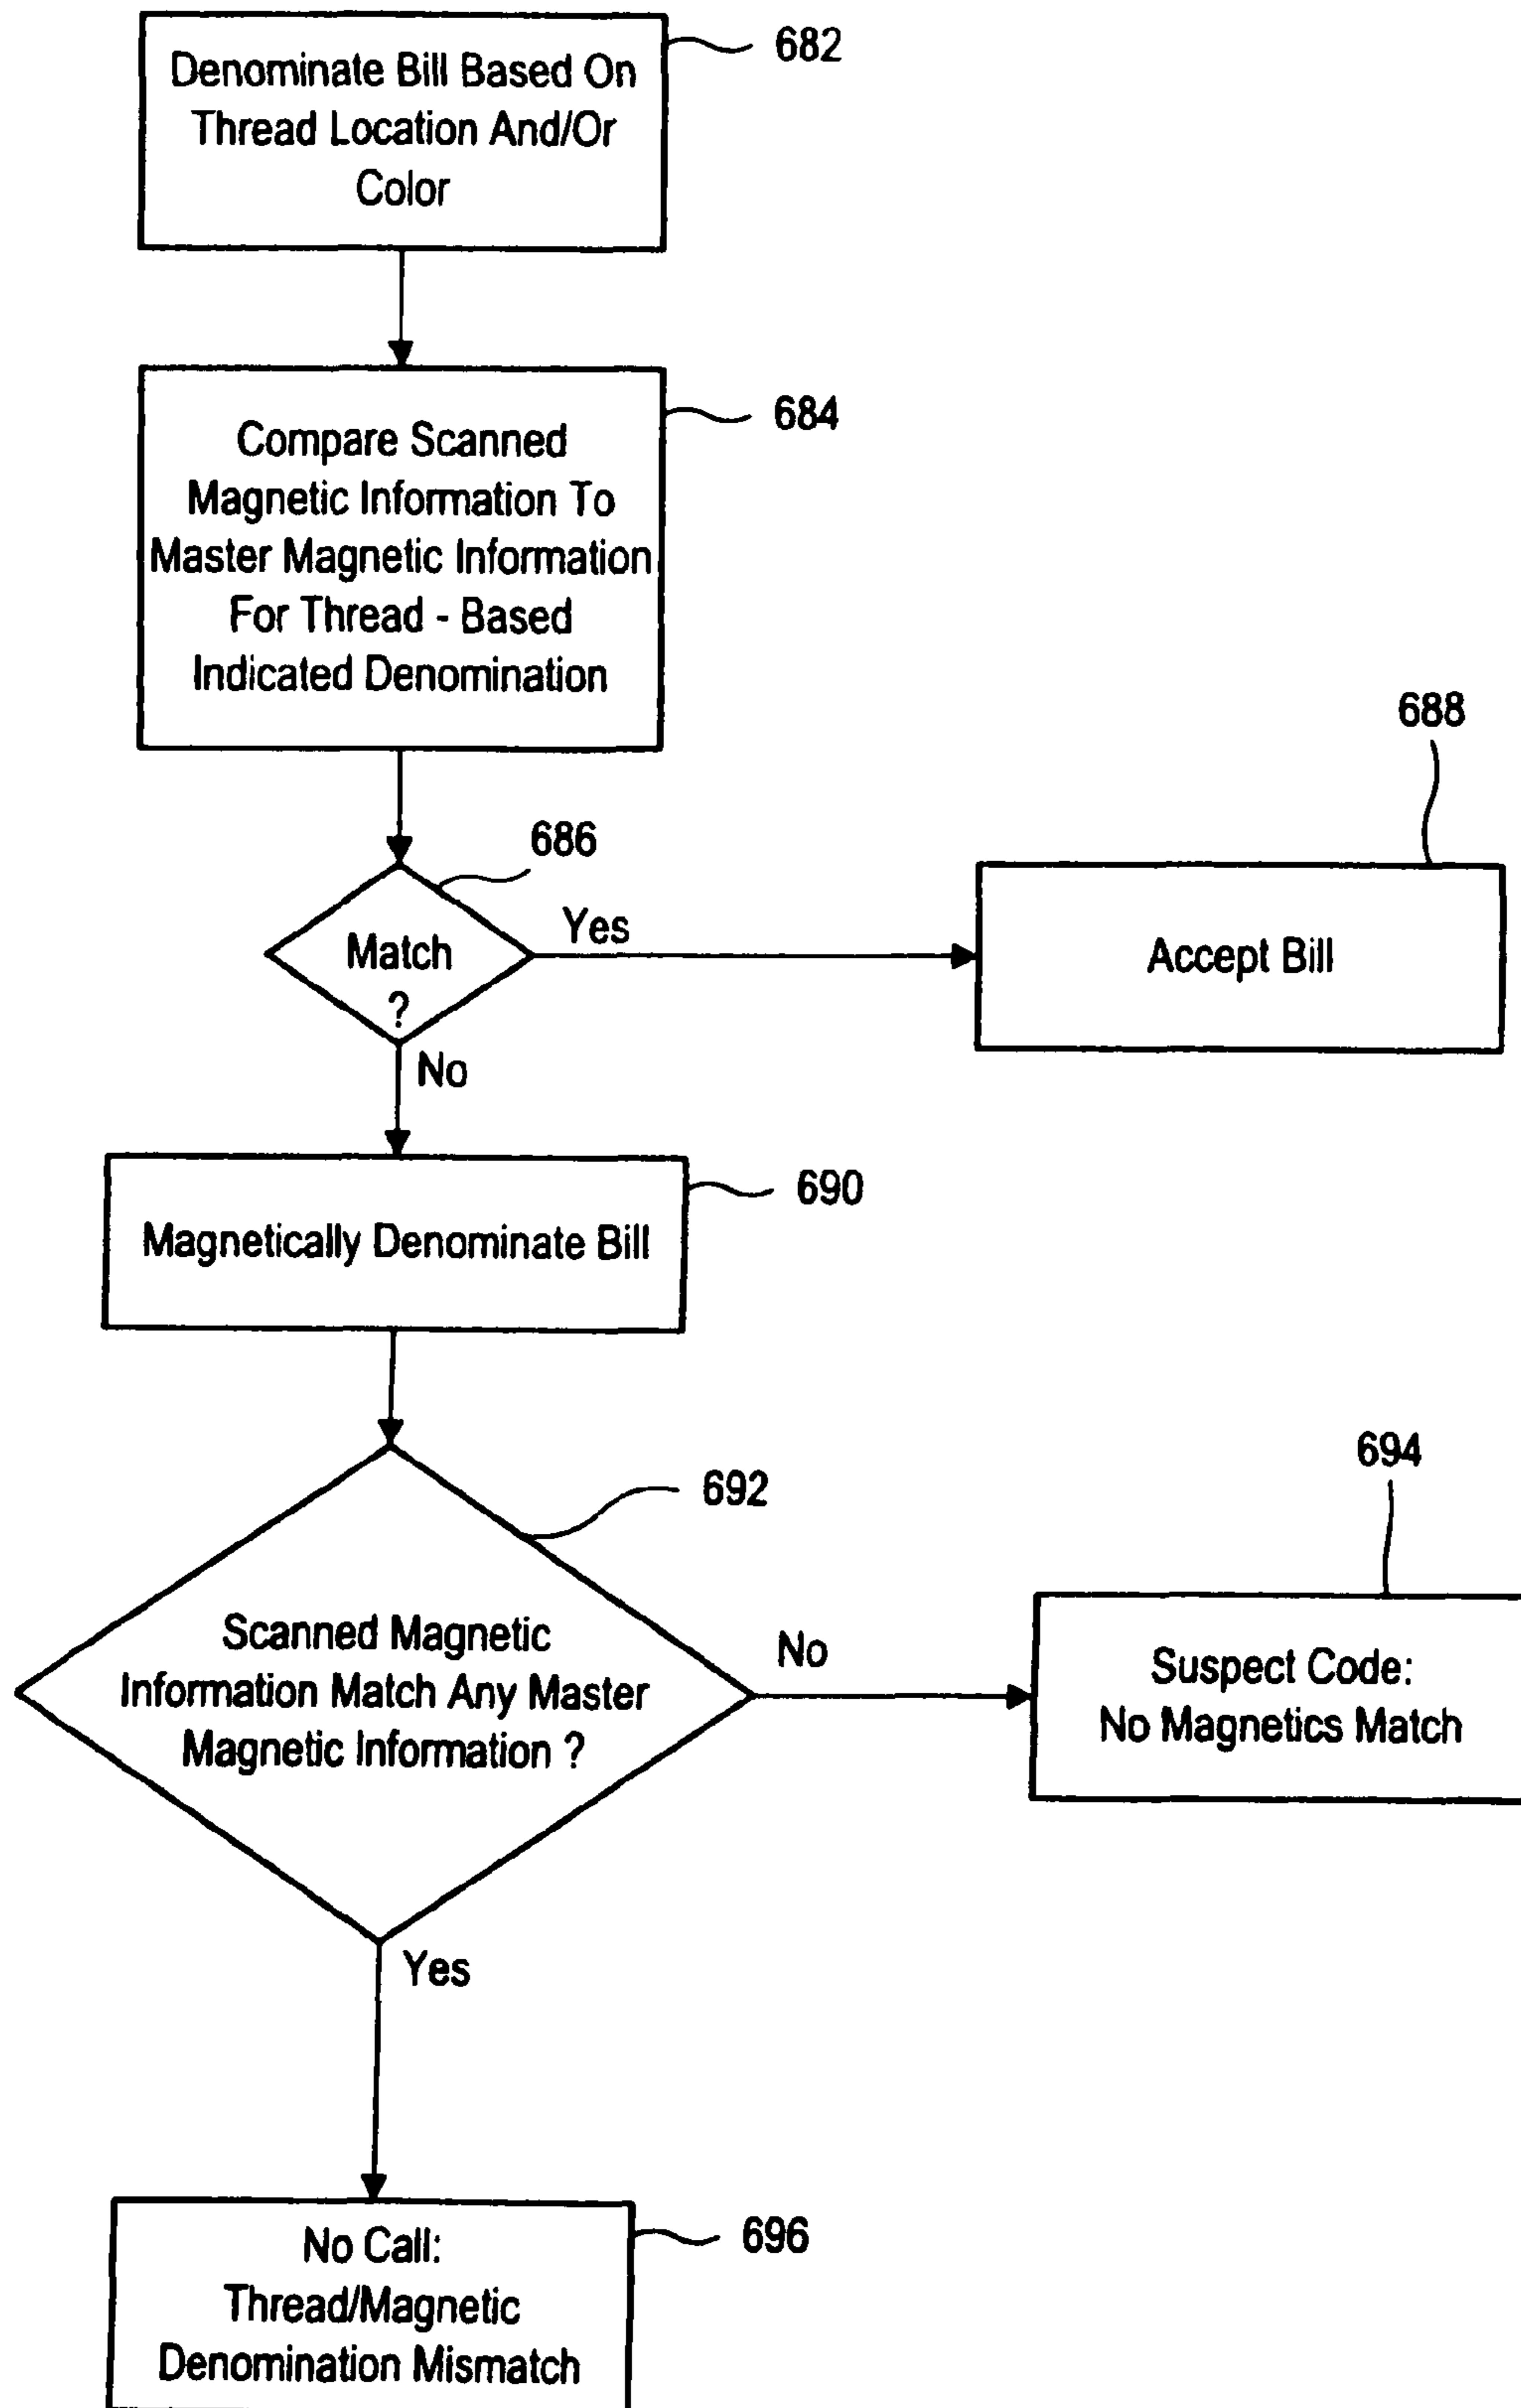 682
Denominate Bill Based On
Thread Location And/Or
Color
684
Compare Scanned
Magnetic Information To
Master Magnetic Information
For Thread - Based
Indicated Denomination
688
686
Match
?
Yes
Accept Bill
No
690
Magnetically Denominate Bill
692
694
Scanned Magnetic
Information Match Any Master
Magnetic Information ?
No
Suspect Code:
No Magnetics Match
Yes
696
No Call:
Thread/Magnetic
Denomination Mismatch